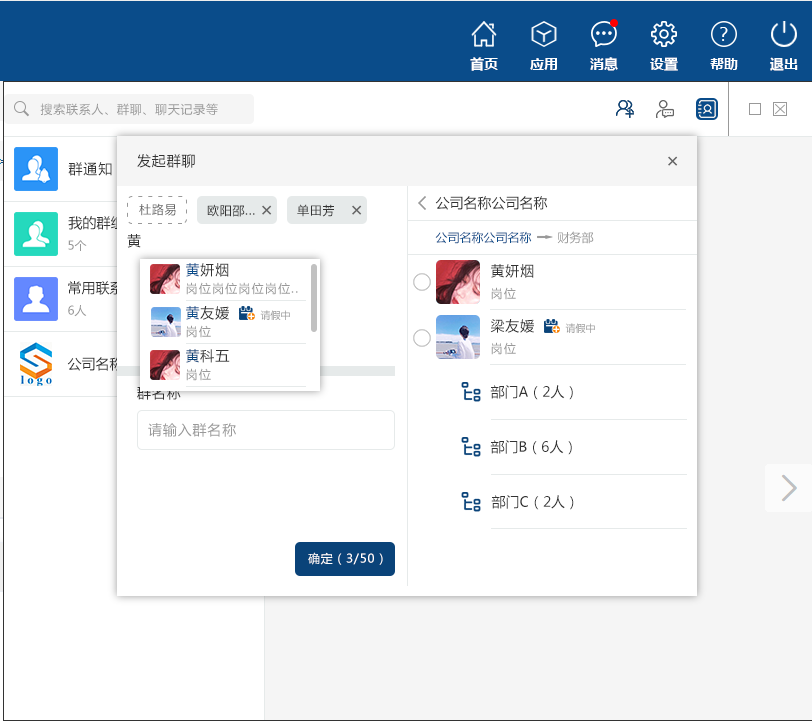 首页 应用 消息 设置 帮助 退出
搜索联系人、群聊、聊天记录等
群通知
我的群组
5个
常用联系
6人
logo
公司名称
发起群聊
杜路易 欧阳邵... 单田芳
黄
黄妍烟
岗位岗位岗位岗位..
黄友媛 请假中
岗位
黄科五
岗位
群名称
请输入群名称
确定（3/50）
公司名称公司名称
公司名称公司名称 财务部
黄妍烟
岗位
梁友媛 请假中
岗位
部门A（2人）
部门B（6人）
部门C（2人）